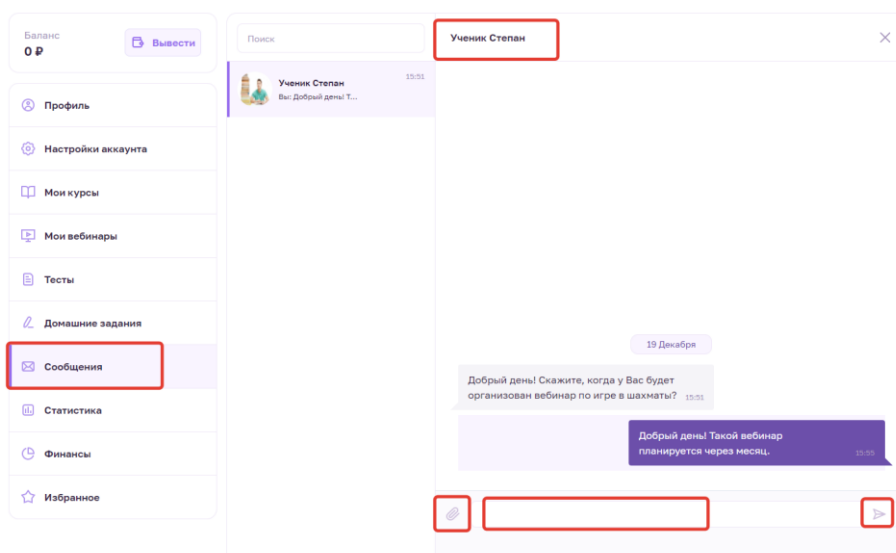 Баланс
0 ₽
Вывести
Профиль
Настройки аккаунта
Мои курсы
Мои вебинары
Тесты
Домашние задания
Сообщения
Статистика
Финансы
Избранное
Поиск
Ученик Степан
15:51
Вы: Добрый день! Т...
Ученик Степан
19 Декабря
Добрый день! Скажите, когда у Вас будет
организован вебинар по игре в шахматы? 15:51
Добрый день! Такой вебинар
планируется через месяц. 15:55